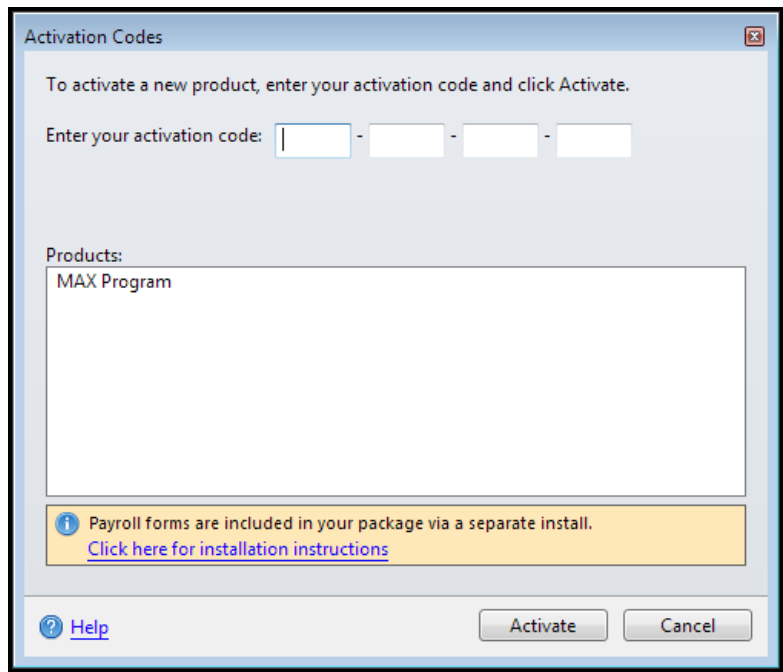 Activation Codes
To activate a new product, enter your activation code and click Activate.
Enter your activation code: - - -
Products:
MAX Program
Payroll forms are included in your package via a separate install.
Click here for installation instructions
Help Activate Cancel